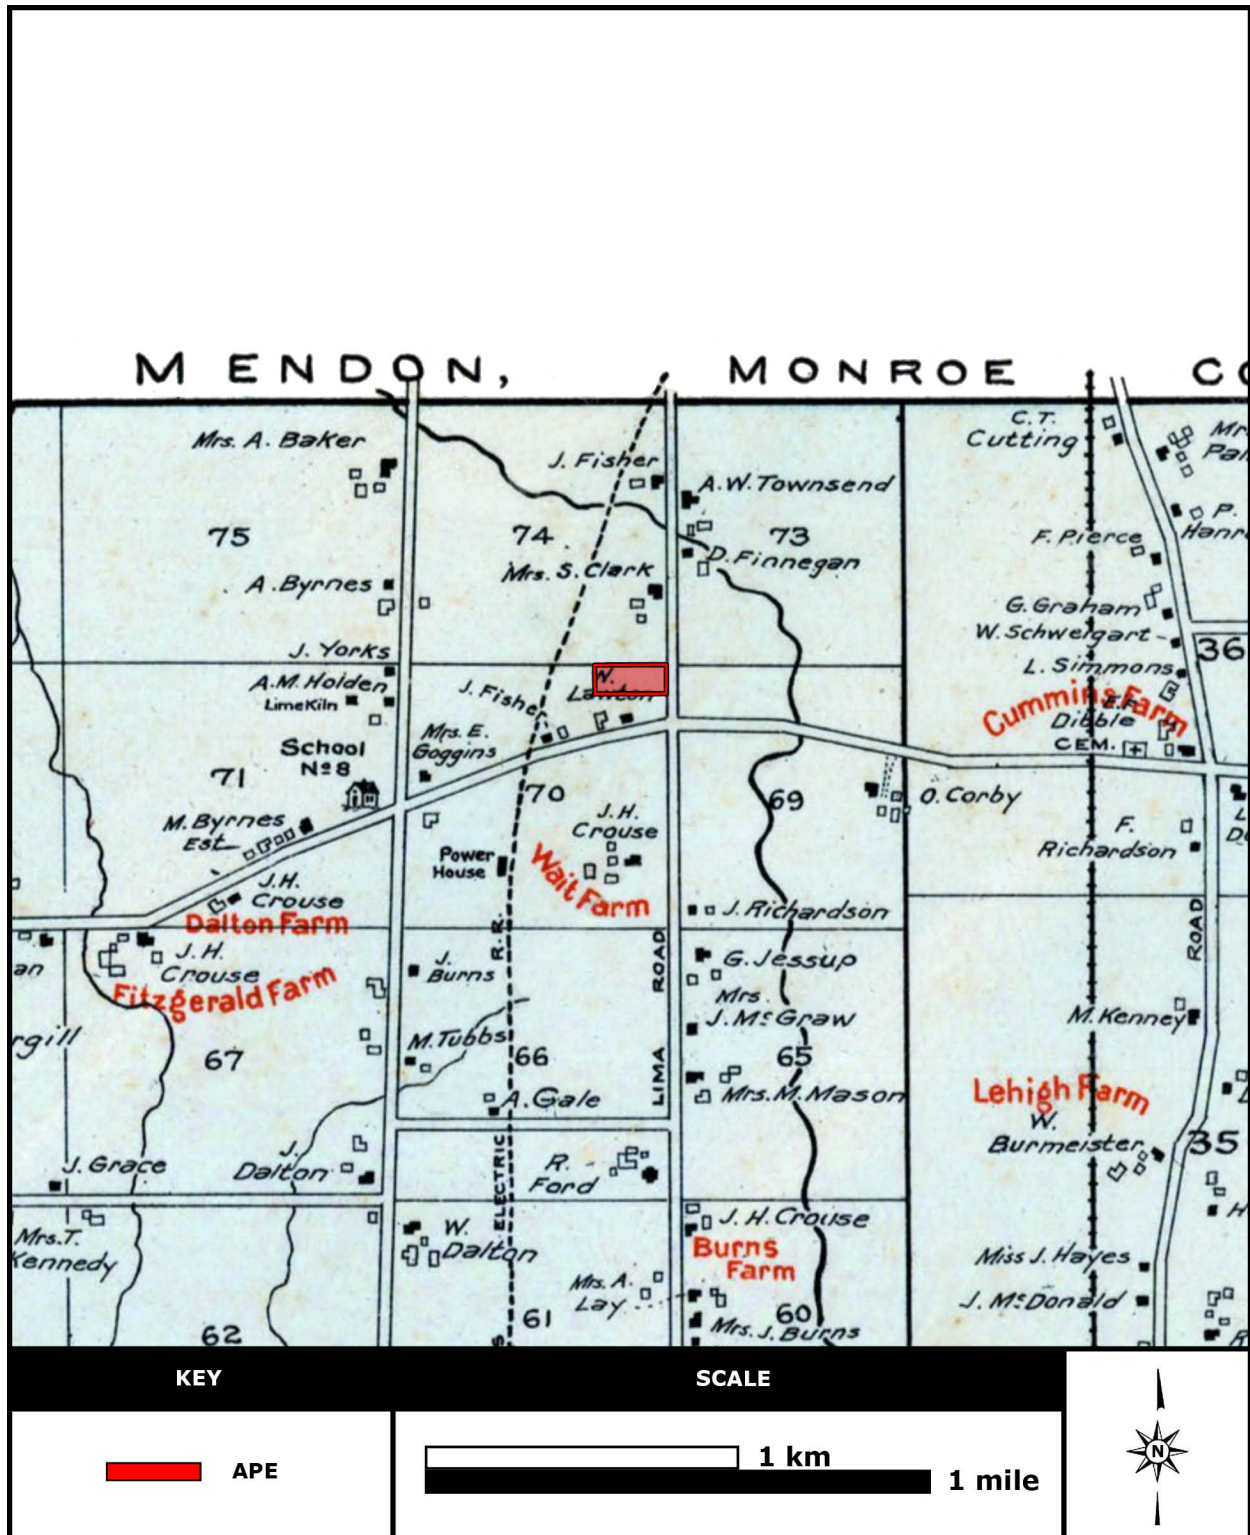 MENDON, MONROE CO
C.T.
Cutting
Mrs. A. Baker
J. Fisher
A.W. Townsend
P.
75
74
73
F. Pierce
D. Finnegan
Mrs. S. Clark
A. Byrnes
G. Graham
W. Schweigart
J. Yorks
36
L. Simmons
A.M. Holden
Lime Kiln
J. Fisher
W.
Lawton
Cummins Farm
E.F.
Dibble
CEM.
Mrs. E.
Goggins
School
No 8
71
70
69
O. Corby
M. Byrnes
Est.
J.H.
Crouse
F.
Richardson
Power
House
Wait Farm
J.H.
Crouse
Dalton Farm
J. Richardson
J.H.
Crouse
Fitzgerald Farm
J.
Burns
R.R.
ROAD
G. Jessup
ROAD
Mrs
J. McGraw
M. Kenney
rgill
67
M. Tubbs
66
65
LIMA
A. Gale
Mrs. M. Mason
Lehigh Farm
W.
Burmeister
35
J. Grace
J.
Dalton
ELECTRIC
R.
Ford
H
J. H. Crouse
Mrs. T.
Kennedy
W.
Dalton
Burns
Farm
Miss J. Hayes
Mrs. A.
Lay
J. McDonald
62
61
60
Mrs. J. Burns
R
S
KEY
SCALE
APE
1 km
1 mile
N